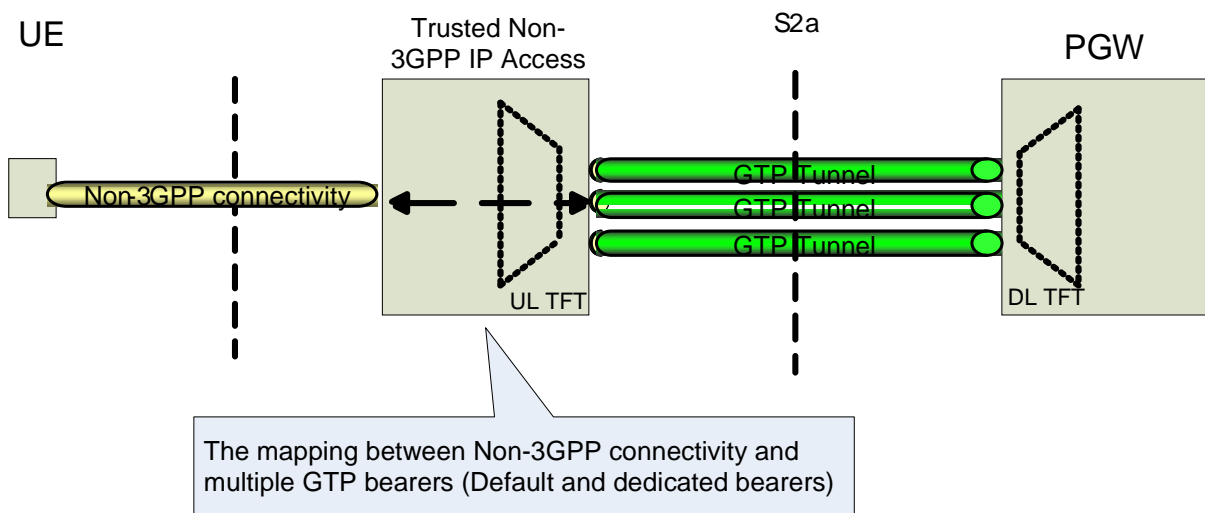 UE
Trusted Non-
3GPP IP Access
S2a
PGW
Non-3GPP connectivity
GTP Tunnel
GTP Tunnel
GTP Tunnel
UL TFT
DL TFT
The mapping between Non-3GPP connectivity and
multiple GTP bearers (Default and dedicated bearers)